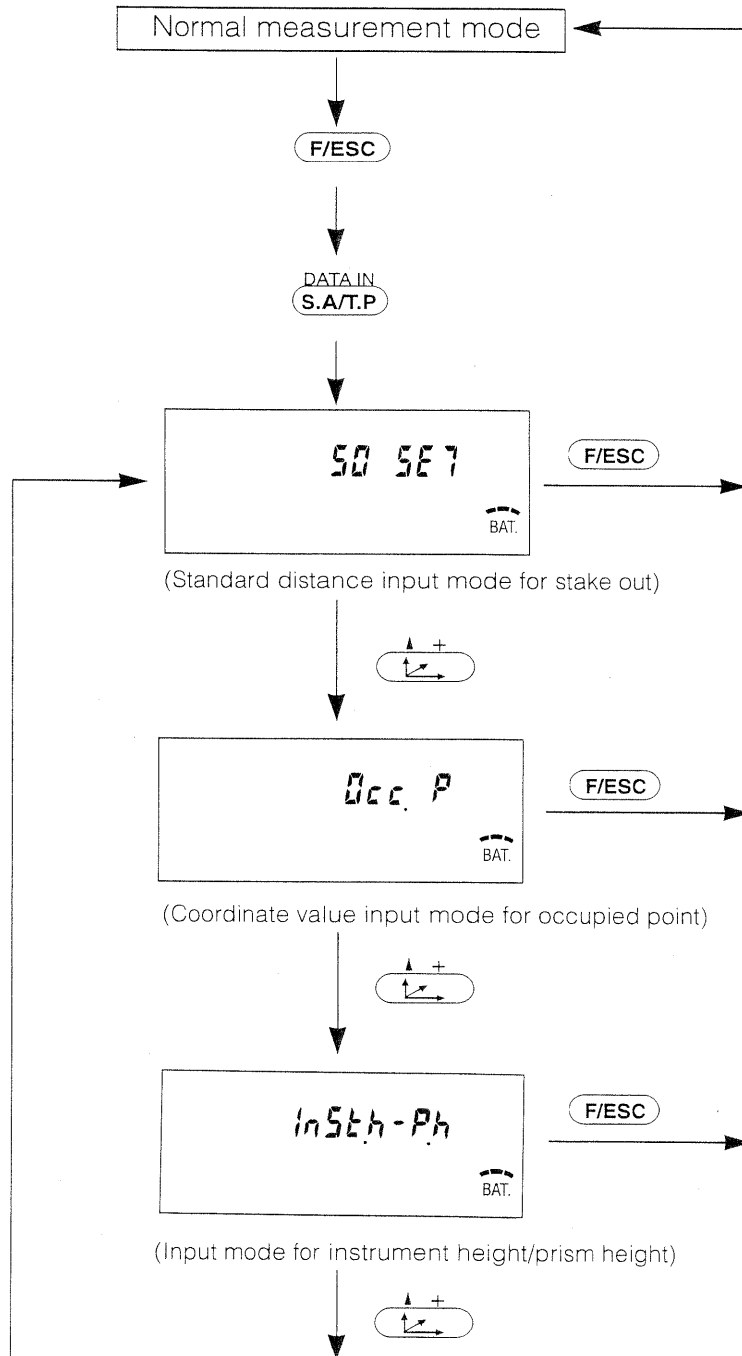 Normal measurement mode
F/ESC
DATA IN
S.A/T.P
SO SET
F/ESC
BAT.
(Standard distance input mode for stake out)
+
Occ. P
F/ESC
BAT.
(Coordinate value input mode for occupied point)
+
InSt.h-P.h
F/ESC
BAT.
(Input mode for instrument height/prism height)
+